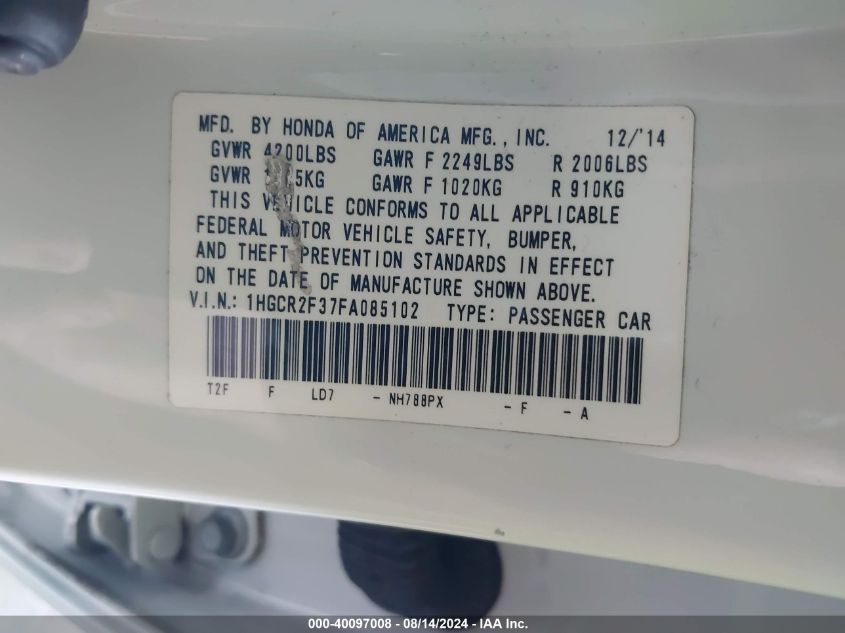 MFD. BY HONDA OF AMERICA MFG., INC. 12/'14
GVWR 4200LBS GAWR F 2249LBS R 2006LBS
GVWR GAWR F 1020KG R 910KG
THIS VEHICLE CONFORMS TO ALL APPLICABLE
FEDERAL MOTOR VEHICLE SAFETY, BUMPER,
AND THEFT PREVENTION STANDARDS IN EFFECT
ON THE DATE OF MANUFACTURE SHOWN ABOVE.
V.I.N.: 1HGCR2F37FA085102 TYPE: PASSENGER CAR
T2F F LD7 - NH788PX - F - A
000-40097008 - 08/14/2024 - IAA Inc.